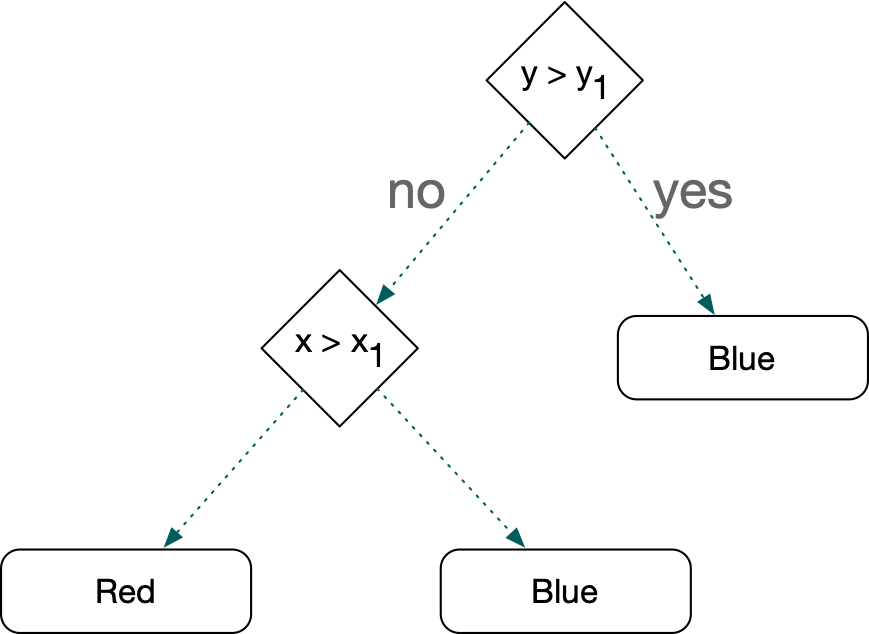 y > y₁
no
yes
x > x₁
Blue
Red
Blue